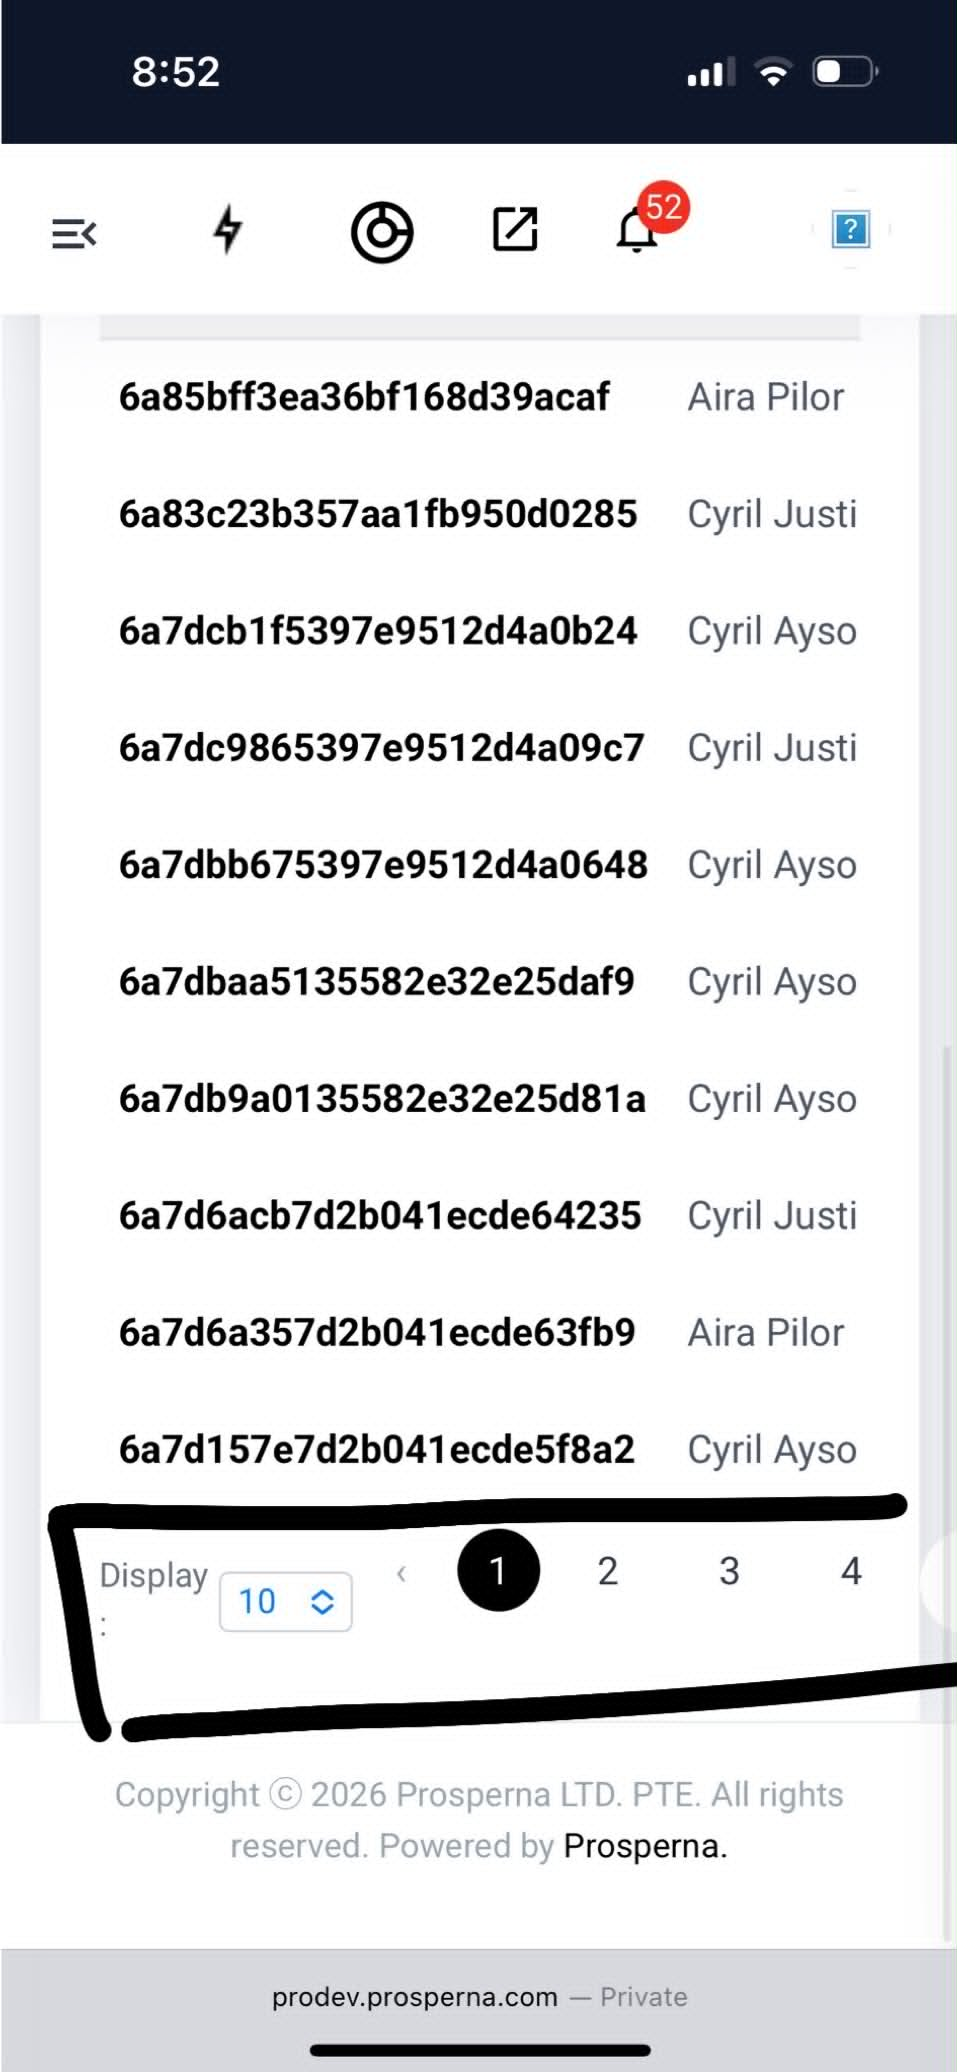 8:52
52
?
6a85bff3ea36bf168d39acaf Aira Pilor
6a83c23b357aa1fb950d0285 Cyril Justi
6a7dcb1f5397e9512d4a0b24 Cyril Ayso
6a7dc9865397e9512d4a09c7 Cyril Justi
6a7dbb675397e9512d4a0648 Cyril Ayso
6a7dbaa5135582e32e25daf9 Cyril Ayso
6a7db9a0135582e32e25d81a Cyril Ayso
6a7d6acb7d2b041ecde64235 Cyril Justi
6a7d6a357d2b041ecde63fb9 Aira Pilor
6a7d157e7d2b041ecde5f8a2 Cyril Ayso
Display 10 ‹ 1 2 3 4
:
Copyright ⓒ 2026 Prosperna LTD. PTE. All rights
reserved. Powered by Prosperna.
prodev.prosperna.com — Private